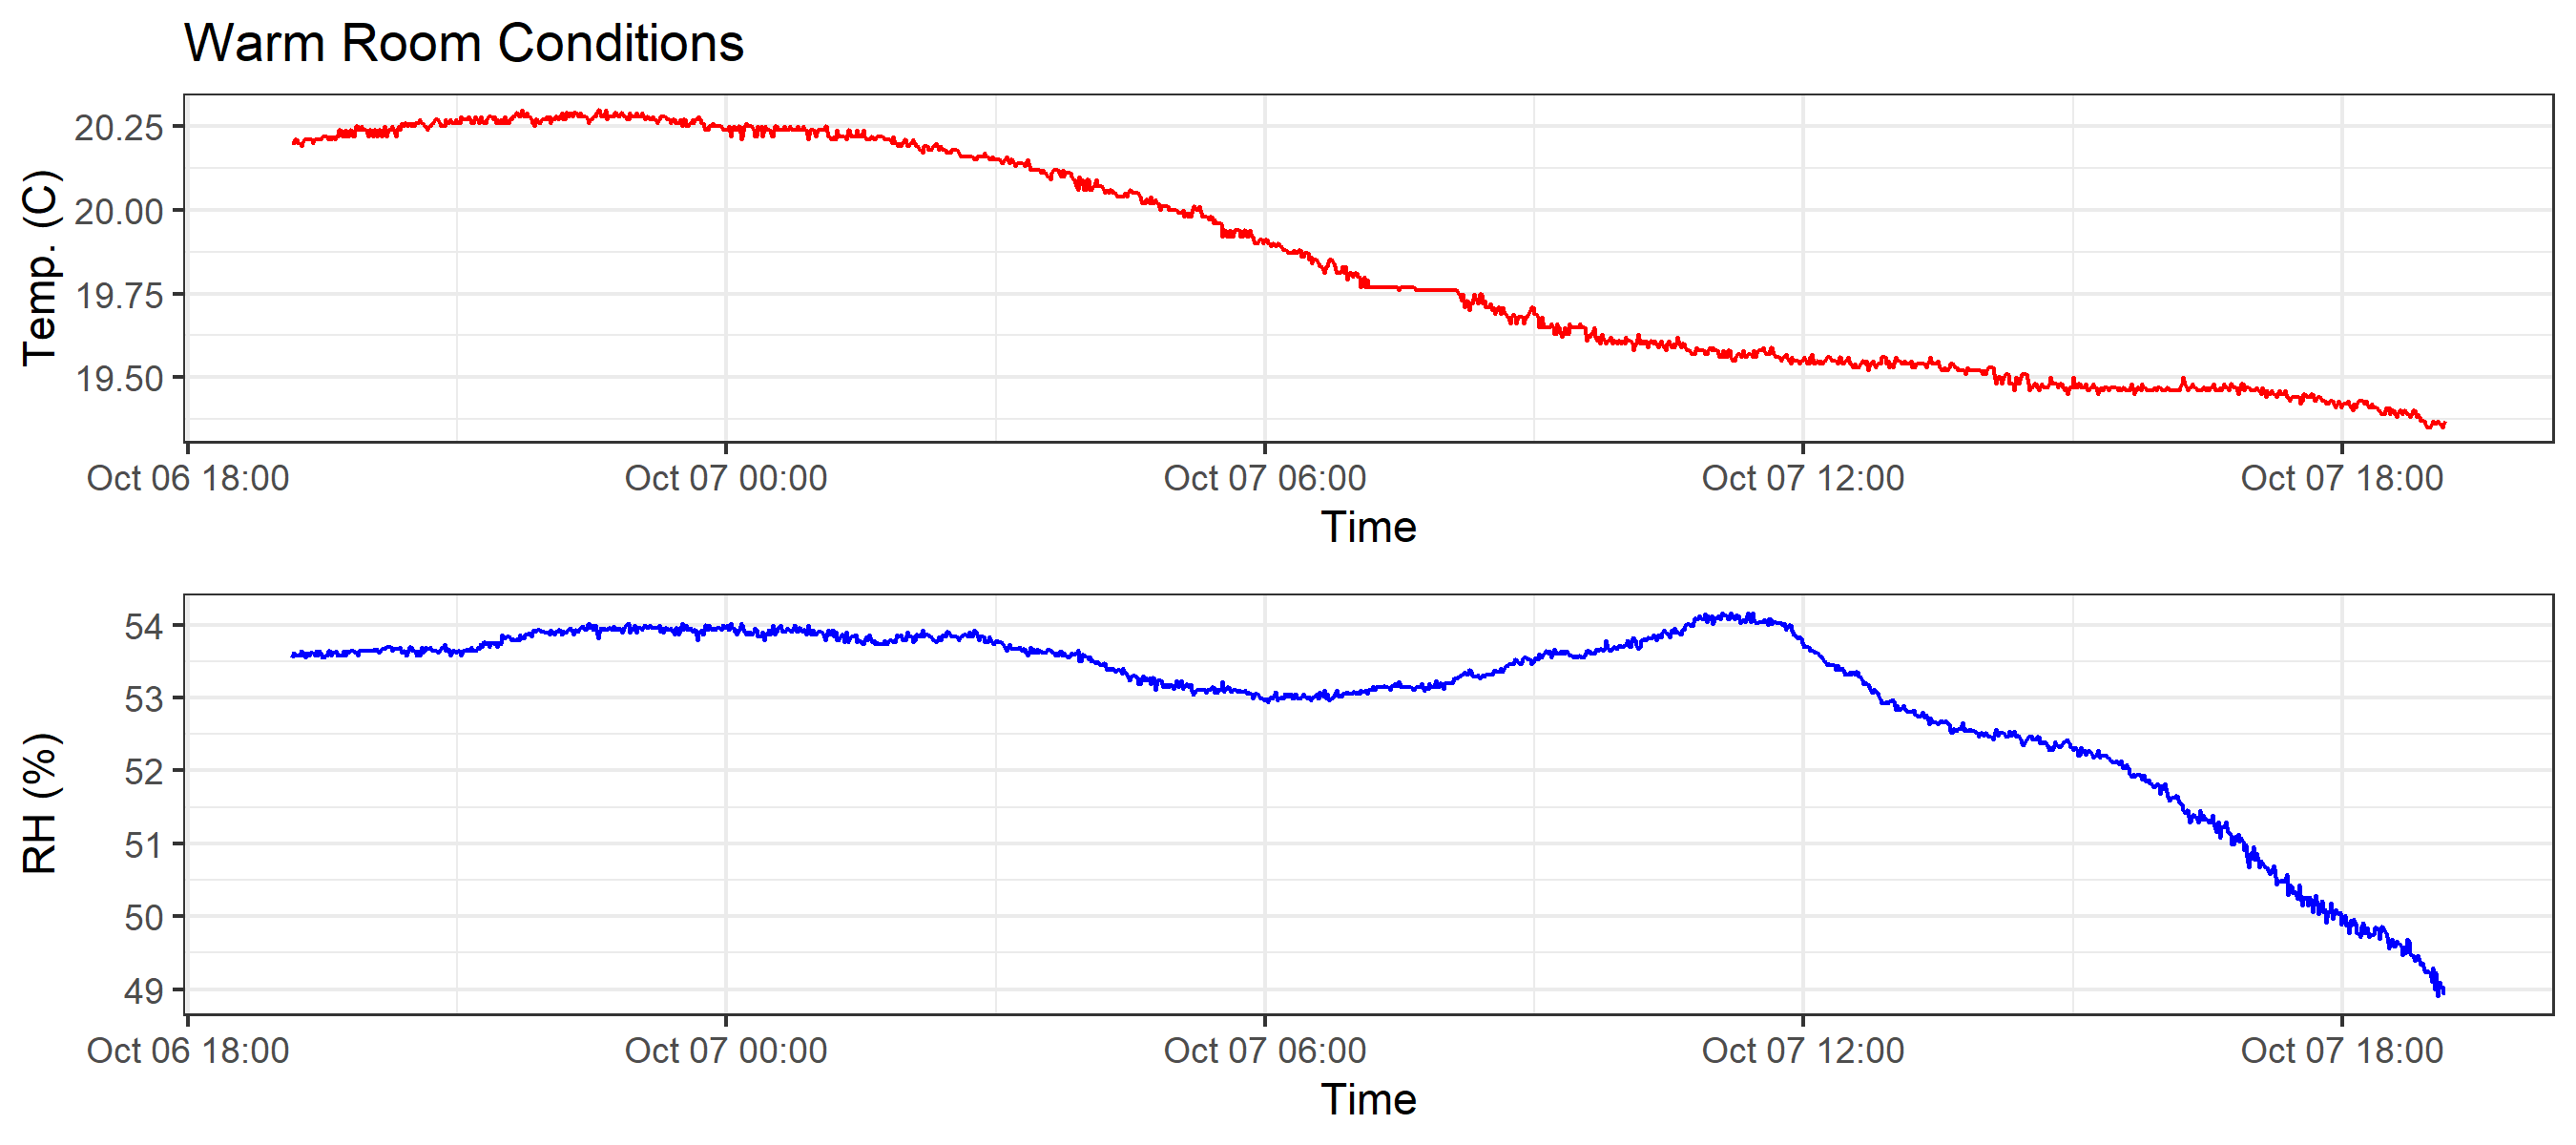 Warm Room Conditions
Temp. (C)
20.25
20.00
19.75
19.50
Oct 06 18:00 Oct 07 00:00 Oct 07 06:00 Oct 07 12:00 Oct 07 18:00
Time
RH (%)
54
53
52
51
50
49
Oct 06 18:00 Oct 07 00:00 Oct 07 06:00 Oct 07 12:00 Oct 07 18:00
Time